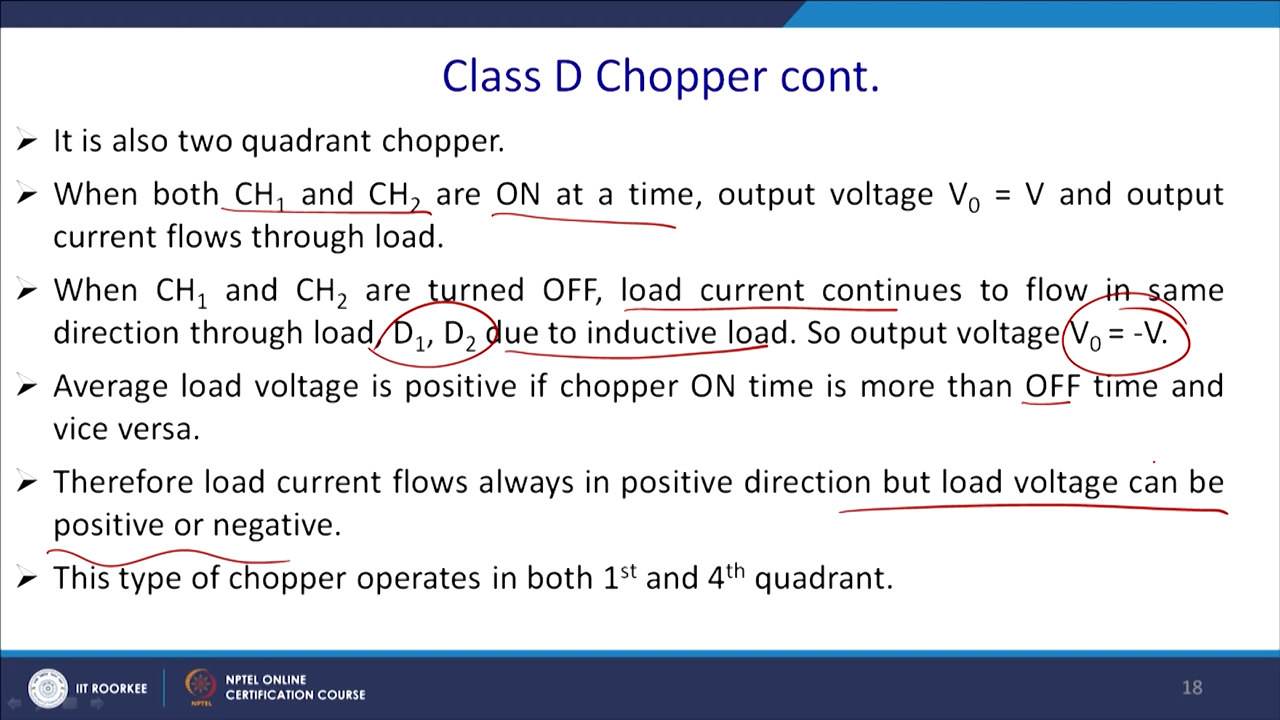 Class D Chopper cont.
➢ It is also two quadrant chopper.
➢ When both CH₁ and CH₂ are ON at a time, output voltage V₀ = V and output
current flows through load.
➢ When CH₁ and CH₂ are turned OFF, load current continues to flow in same
direction through load, D₁, D₂ due to inductive load. So output voltage V₀ = -V.
➢ Average load voltage is positive if chopper ON time is more than OFF time and
vice versa.
➢ Therefore load current flows always in positive direction but load voltage can be
positive or negative.
➢ This type of chopper operates in both 1ˢᵗ and 4ᵗʰ quadrant.
IIT ROORKEE
NPTEL
NPTEL ONLINE
CERTIFICATION COURSE
18